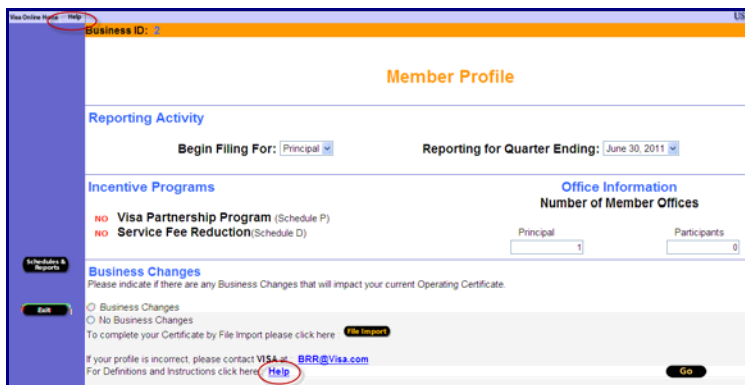 Visa Online Home Help US
Business ID: 2
Member Profile
Reporting Activity
Begin Filing For: Principal Reporting for Quarter Ending: June 30, 2011
Incentive Programs Office Information
Number of Member Offices
NO Visa Partnership Program (Schedule P)
NO Service Fee Reduction(Schedule D)
Principal Participants
1 0
Schedules & Reports
Business Changes
Please indicate if there are any Business Changes that will impact your current Operating Certificate.
Exit
Business Changes
No Business Changes
To complete your Certificate by File Import please click here : File Import
If your profile is incorrect, please contact VISA at : BRR@Visa.com
For Definitions and Instructions click here : Help Go